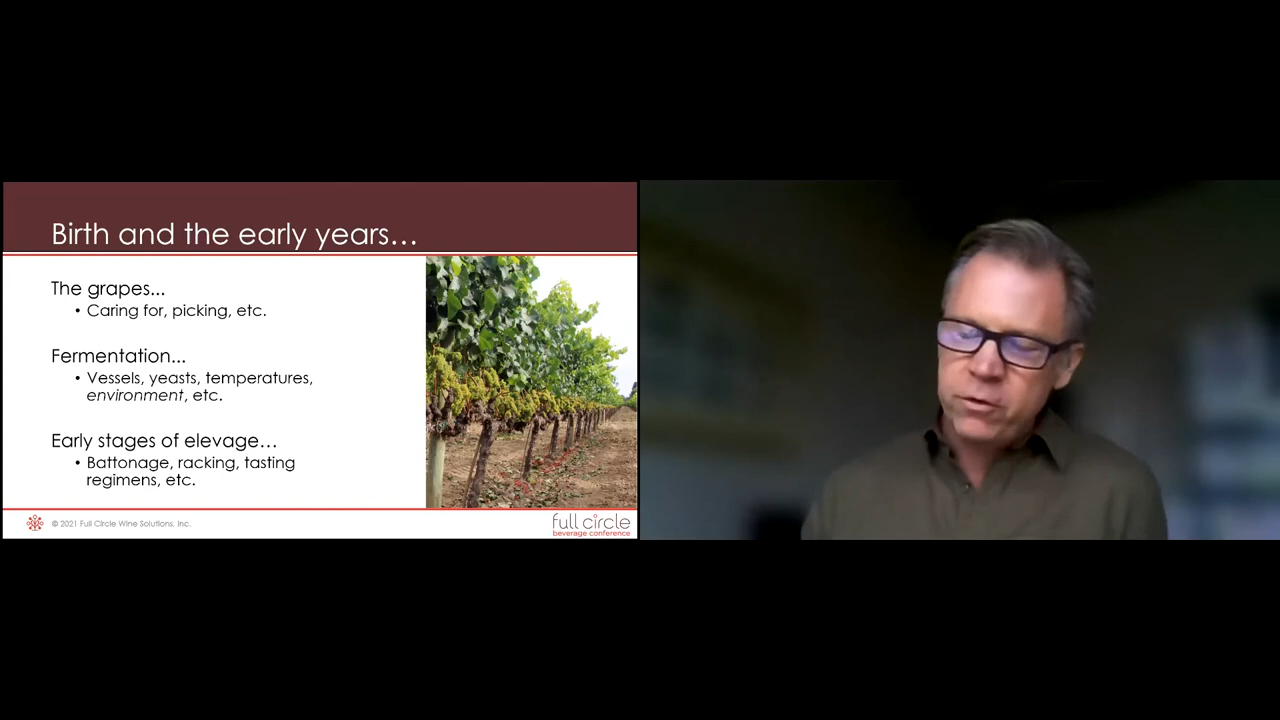 Birth and the early years…
The grapes...
• Caring for, picking, etc.
Fermentation...
• Vessels, yeasts, temperatures,
environment, etc.
Early stages of elevage…
• Battonage, racking, tasting
regimens, etc.
© 2021 Full Circle Wine Solutions, Inc.
full circle
beverage conference